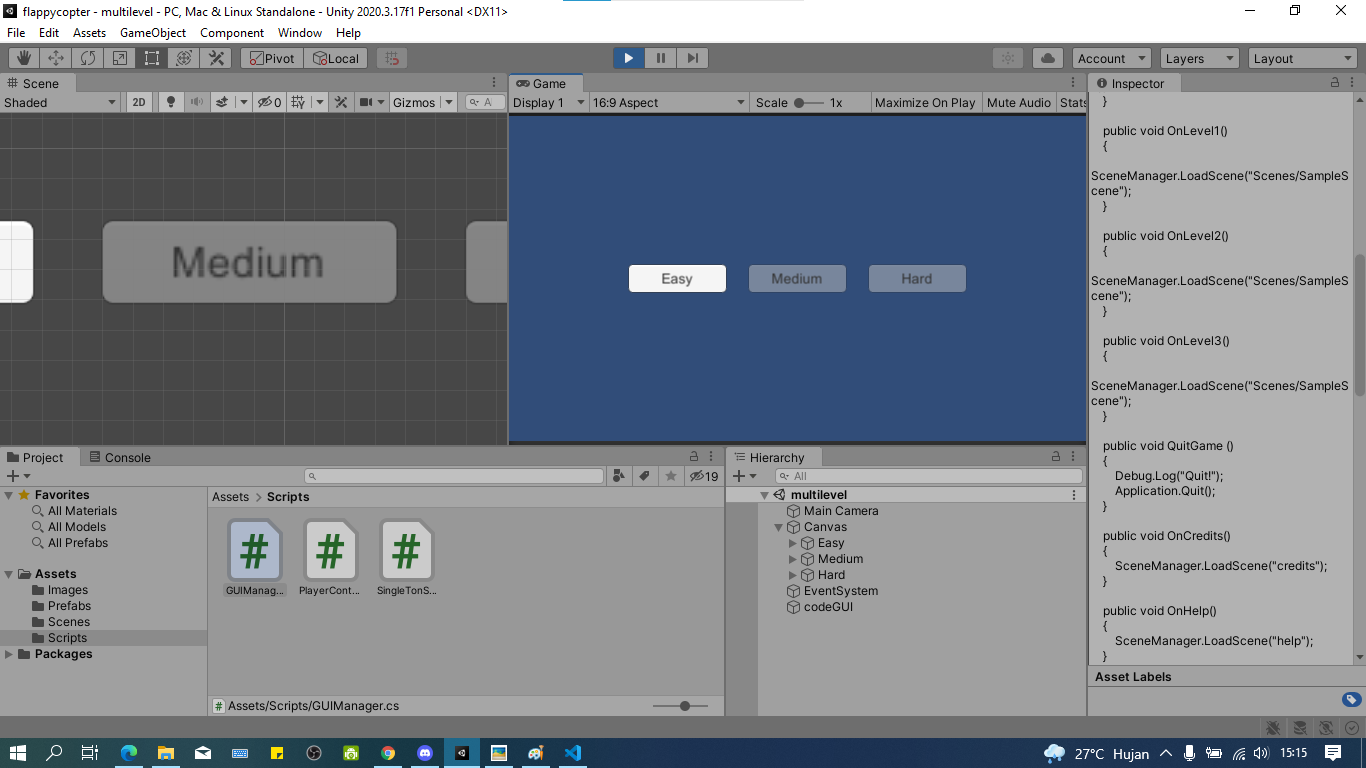 flappycopter - multilevel - PC, Mac & Linux Standalone - Unity 2020.3.17f1 Personal <DX11>
File Edit Assets GameObject Component Window Help
Pivot Local Account Layers Layout
Scene
Shaded 2D 0 Gizmos A
Medium
Game
Display 1 16:9 Aspect Scale 1x Maximize On Play Mute Audio Stats
Easy Medium Hard
Inspector
}
public void OnLevel1()
{
SceneManager.LoadScene("Scenes/SampleS
cene");
}
public void OnLevel2()
{
SceneManager.LoadScene("Scenes/SampleS
cene");
}
public void OnLevel3()
{
SceneManager.LoadScene("Scenes/SampleS
cene");
}
public void QuitGame ()
{
Debug.Log("Quit!");
Application.Quit();
}
public void OnCredits()
{
SceneManager.LoadScene("credits");
}
public void OnHelp()
{
SceneManager.LoadScene("help");
}
Asset Labels
Project Console
19
Favorites
All Materials
All Models
All Prefabs
Assets
Images
Prefabs
Scenes
Scripts
Packages
Assets > Scripts
GUIManag... PlayerCont... SingleTonS...
Assets/Scripts/GUIManager.cs
Hierarchy
All
multilevel
Main Camera
Canvas
Easy
Medium
Hard
EventSystem
codeGUI
27°C Hujan 15:15